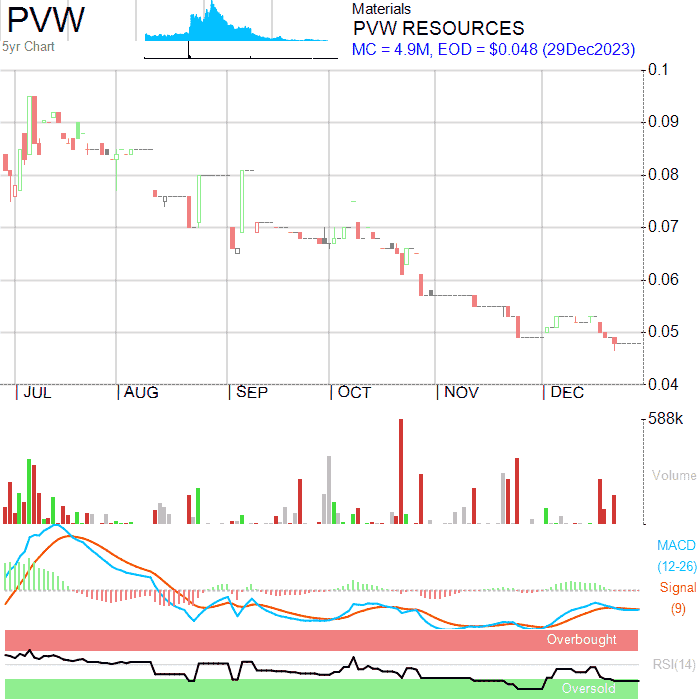 PVW
5yr Chart
Materials
PVW RESOURCES
MC = 4.9M, EOD = $0.048 (29Dec2023)
0.1
0.09
0.08
0.07
0.06
0.05
0.04
JUL AUG SEP OCT NOV DEC
588k
Volume
MACD
(12-26)
Signal
(9)
Overbought
RSI(14)
Oversold